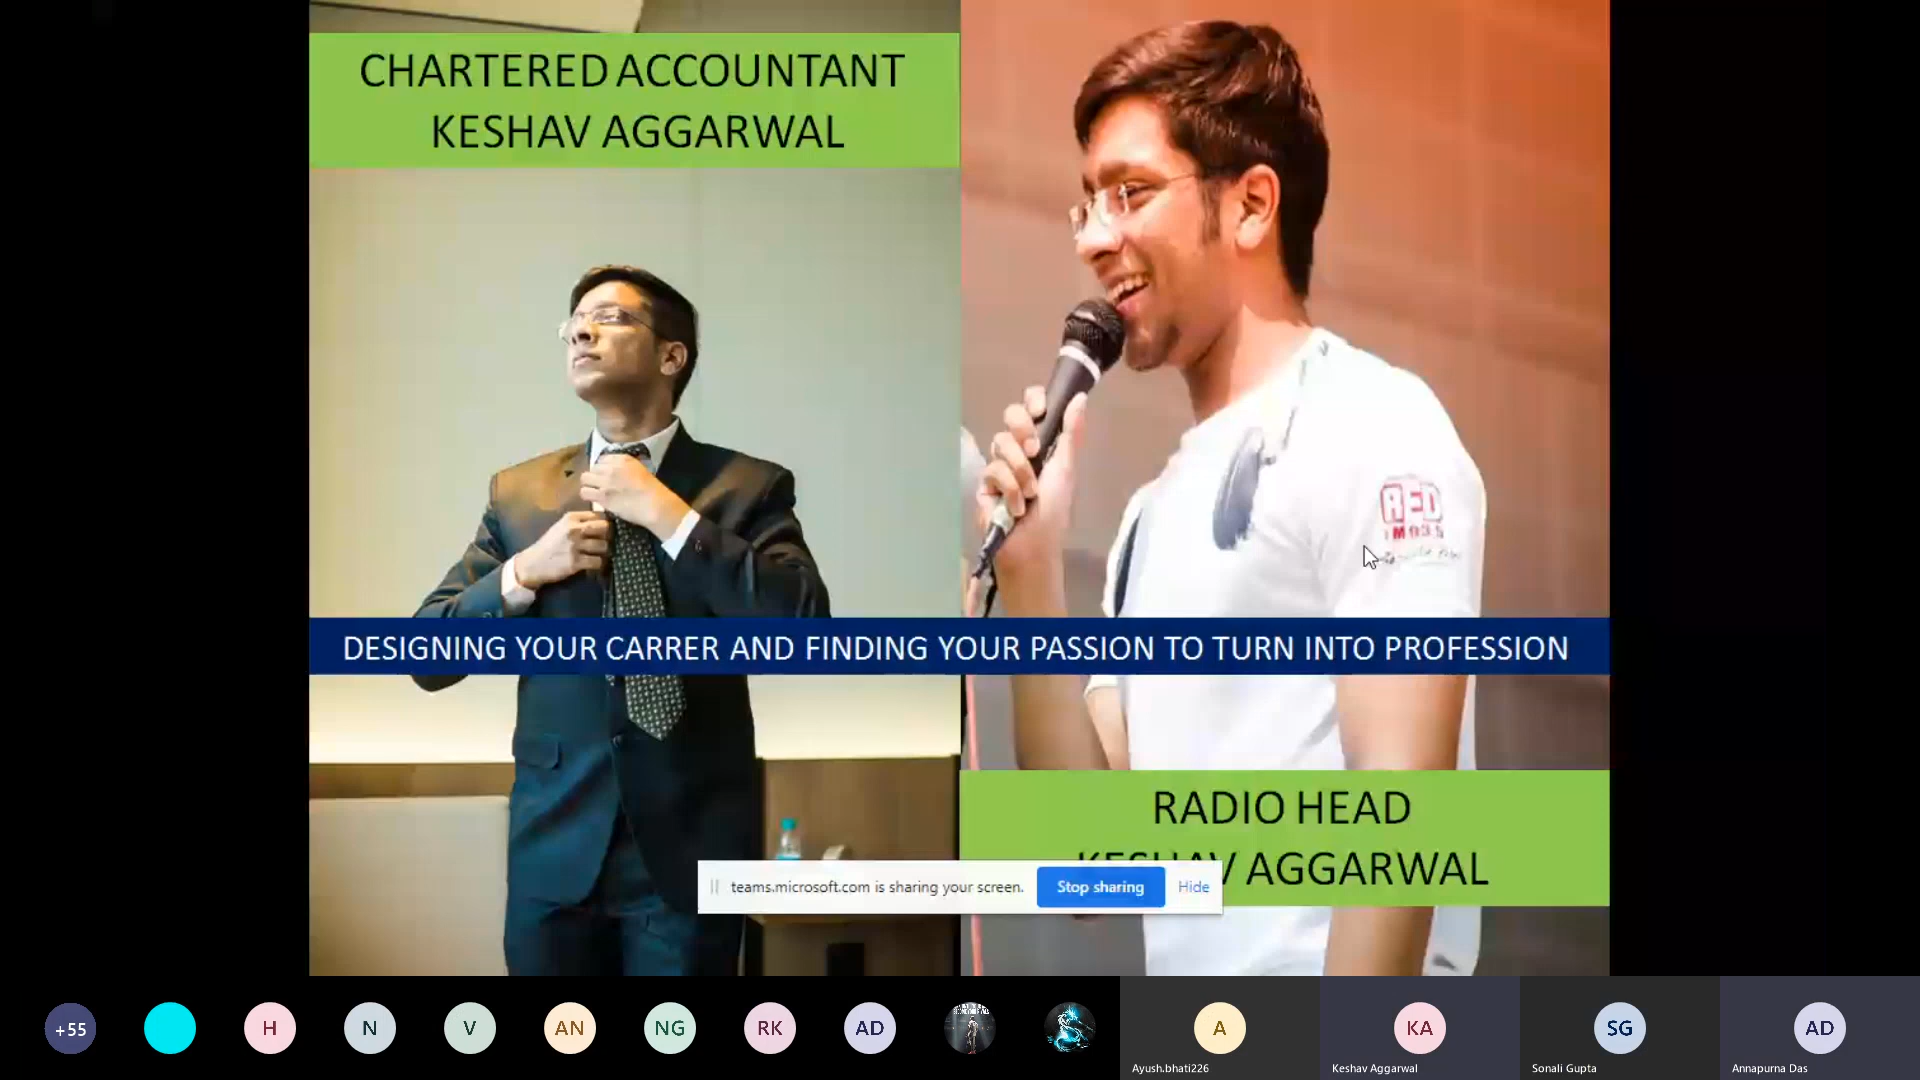 CHARTERED ACCOUNTANT
KESHAV AGGARWAL
RED
DESIGNING YOUR CARRER AND FINDING YOUR PASSION TO TURN INTO PROFESSION
RADIO HEAD
KESHAV AGGARWAL
teams.microsoft.com is sharing your screen.
Stop sharing
Hide
+55
H
N
V
AN
NG
RK
AD
A
KA
SG
AD
Ayush.bhati226
Keshav Aggarwal
Sonali Gupta
Annapurna Das